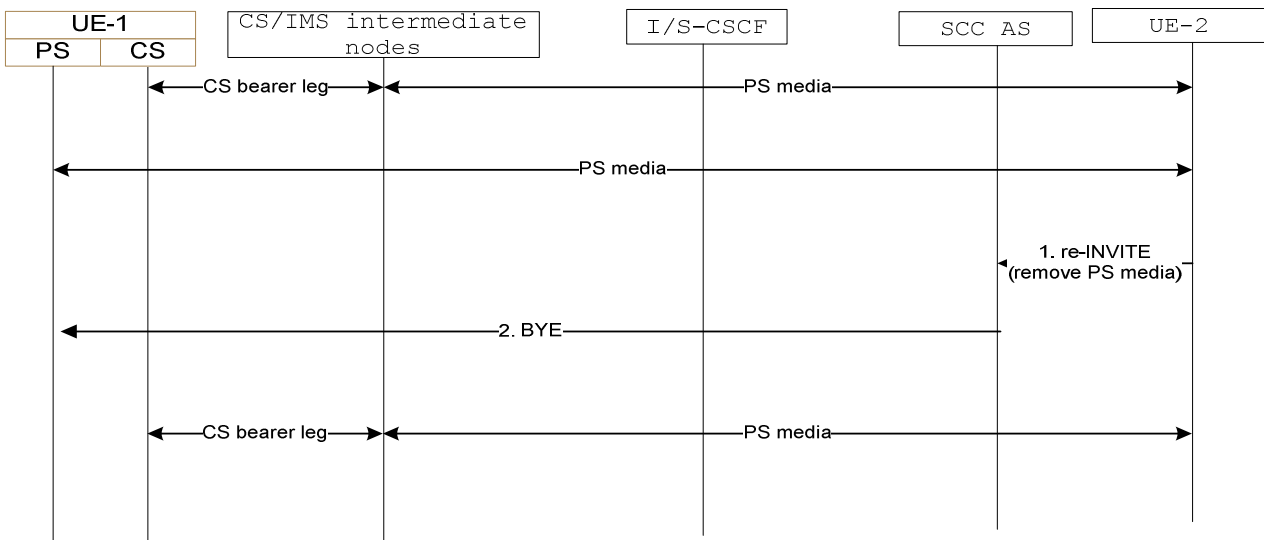 UE-1
PS
CS
CS/IMS intermediate
nodes
I/S-CSCF
SCC AS
UE-2
CS bearer leg
PS media
PS media
1. re-INVITE
(remove PS media)
2. BYE
CS bearer leg
PS media